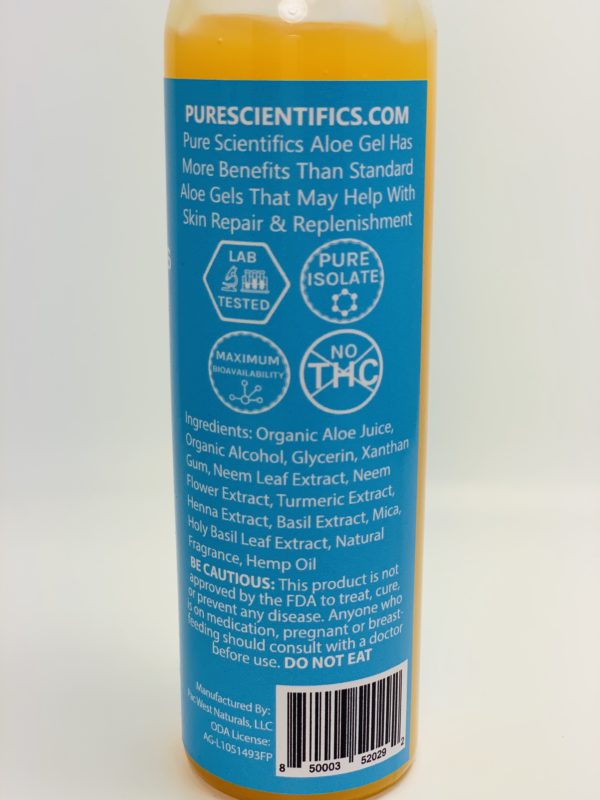 PURESCIENTIFICS.COM
Pure Scientifics Aloe Gel Has
More Benefits Than Standard
Aloe Gels That May Help With
Skin Repair & Replenishment
LAB
TESTED
PURE
ISOLATE
MAXIMUM
BIOAVAILABILITY
NO
THC
Ingredients: Organic Aloe Juice,
Organic Alcohol, Glycerin, Xanthan
Gum, Neem Leaf Extract, Neem
Flower Extract, Turmeric Extract,
Henna Extract, Basil Extract, Mica,
Holy Basil Leaf Extract, Natural
Fragrance, Hemp Oil
BE CAUTIOUS: This product is not
approved by the FDA to treat, cure,
or prevent any disease. Anyone who
is on medication, pregnant or breast-
feeding should consult with a doctor
before use. DO NOT EAT
Manufactured By:
Pac West Naturals, LLC
ODA License:
AG-L10S1493FP
8 50003 52029 2